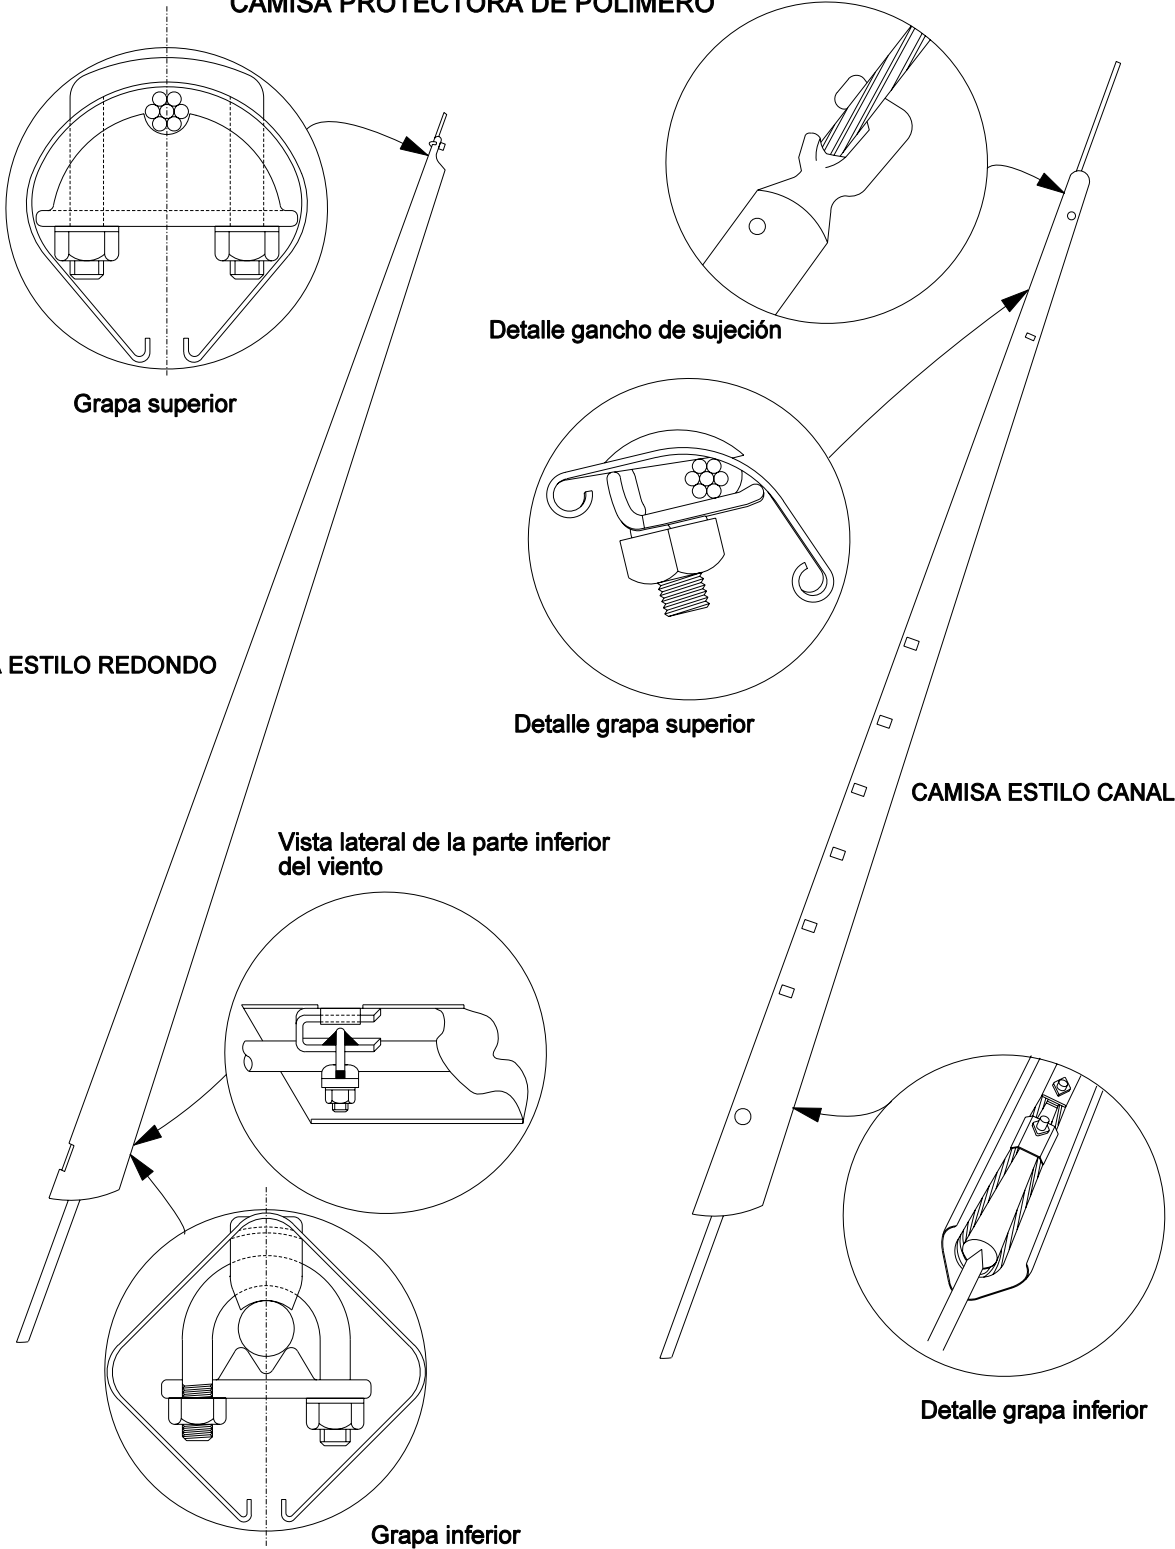 CAMISA PROTECTORA DE POLIMERO
Detalle gancho de sujeción
Grapa superior
A ESTILO REDONDO
Detalle grapa superior
CAMISA ESTILO CANAL
Vista lateral de la parte inferior
del viento
Detalle grapa inferior
Grapa inferior